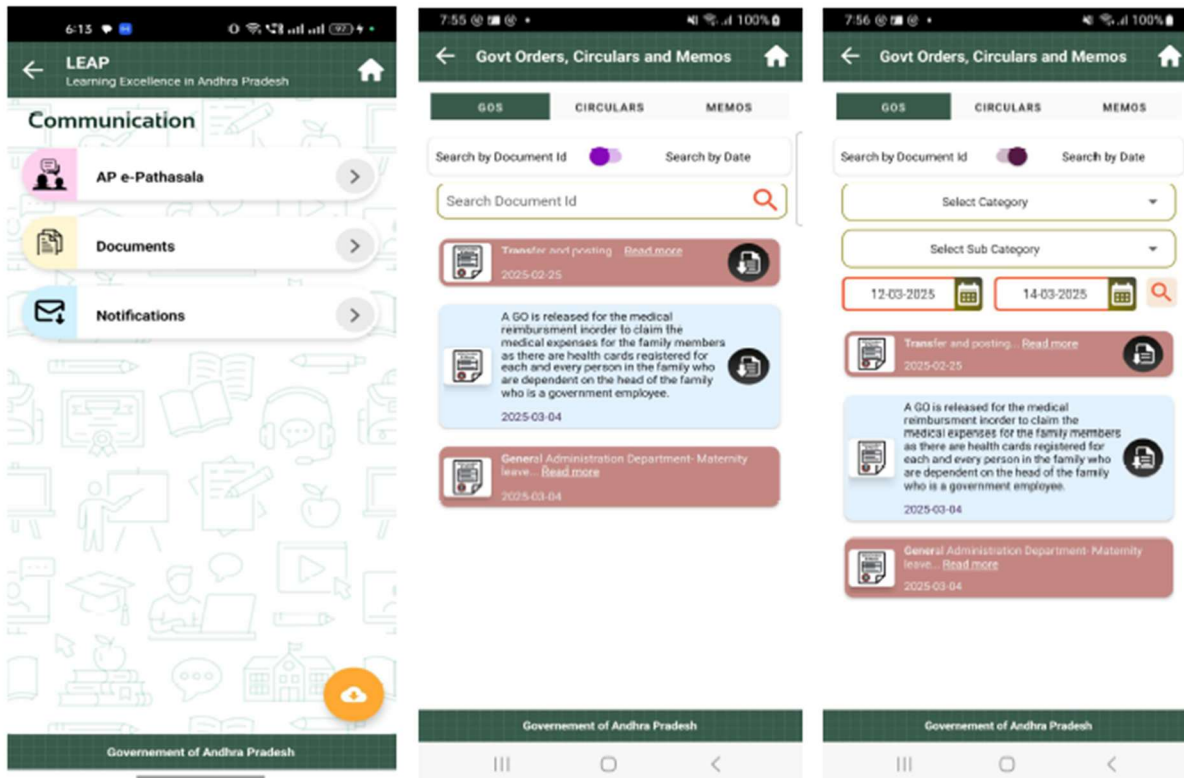 6:13
97
LEAP
Learning Excellence in Andhra Pradesh
Communication
AP e-Pathasala
Documents
Notifications
Governement of Andhra Pradesh
7:55
100%
Govt Orders, Circulars and Memos
GOS CIRCULARS MEMOS
Search by Document Id Search by Date
Search Document Id
Transfer and posting... Read more
2025-02-25
A GO is released for the medical
reimbursment inorder to claim the
medical expenses for the family members
as there are health cards registered for
each and every person in the family who
are dependent on the head of the family
who is a government employee.
2025-03-04
General Administration Department- Maternity
leave... Read more
2025-03-04
Governement of Andhra Pradesh
7:56
100%
Govt Orders, Circulars and Memos
GOS CIRCULARS MEMOS
Search by Document Id Search by Date
Select Category
Select Sub Category
12-03-2025 14-03-2025
Transfer and posting... Read more
2025-02-25
A GO is released for the medical
reimbursment inorder to claim the
medical expenses for the family members
as there are health cards registered for
each and every person in the family who
are dependent on the head of the family
who is a government employee.
2025-03-04
General Administration Department- Maternity
leave... Read more
2025-03-04
Governement of Andhra Pradesh